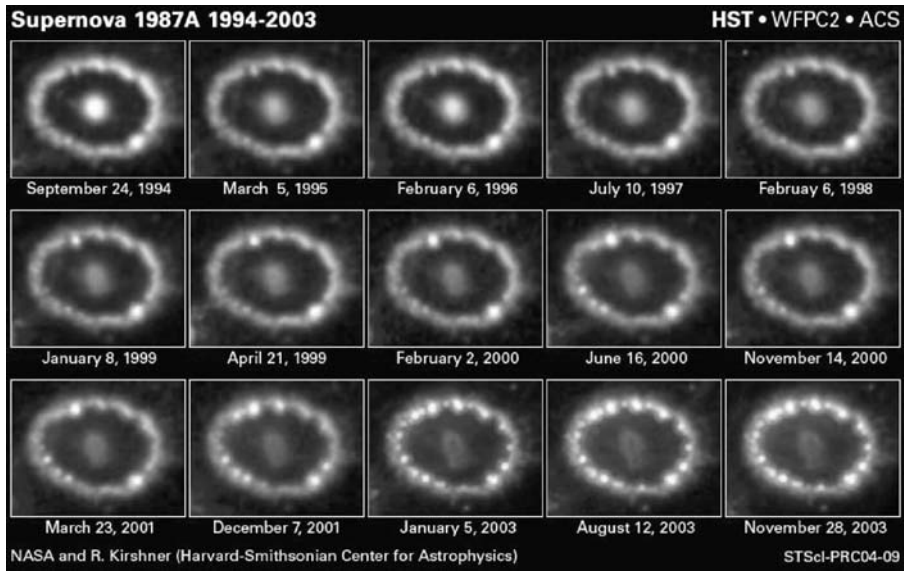 Supernova 1987A 1994-2003 HST • WFPC2 • ACS
September 24, 1994 March 5, 1995 February 6, 1996 July 10, 1997 Februay 6, 1998
January 8, 1999 April 21, 1999 February 2, 2000 June 16, 2000 November 14, 2000
March 23, 2001 December 7, 2001 January 5, 2003 August 12, 2003 November 28, 2003
NASA and R. Kirshner (Harvard-Smithsonian Center for Astrophysics) STScI-PRC04-09